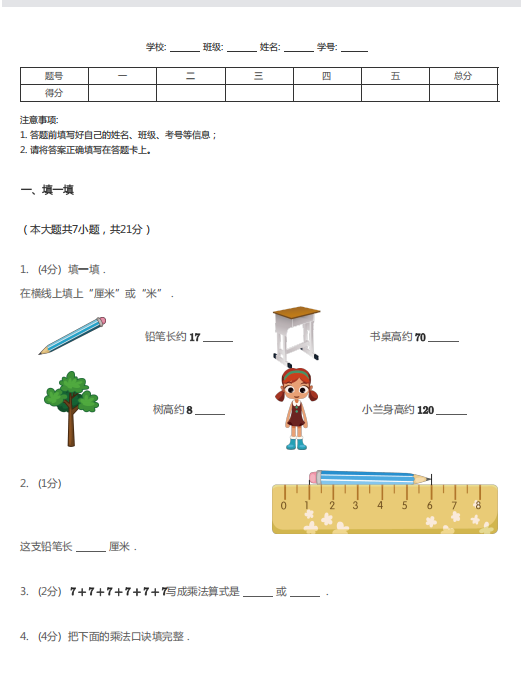 学校: ______ 班级: ______ 姓名: ______ 学号: ______
题号 一 二 三 四 五 总分
得分
注意事项:
1. 答题前填写好自己的姓名、班级、考号等信息；
2. 请将答案正确填写在答题卡上。
一、填一填
（本大题共7小题，共21分）
1. (4分) 填一填．
在横线上填上“厘米”或“米”．
铅笔长约 17 ______ 书桌高约 70 ______
树高约 8 ______ 小兰身高约 120 ______
2. (1分)
0 1 2 3 4 5 6 7 8
这支铅笔长 ______ 厘米．
3. (2分) 7+7+7+7+7+7写成乘法算式是 ______ 或 ______ ．
4. (4分) 把下面的乘法口诀填完整．